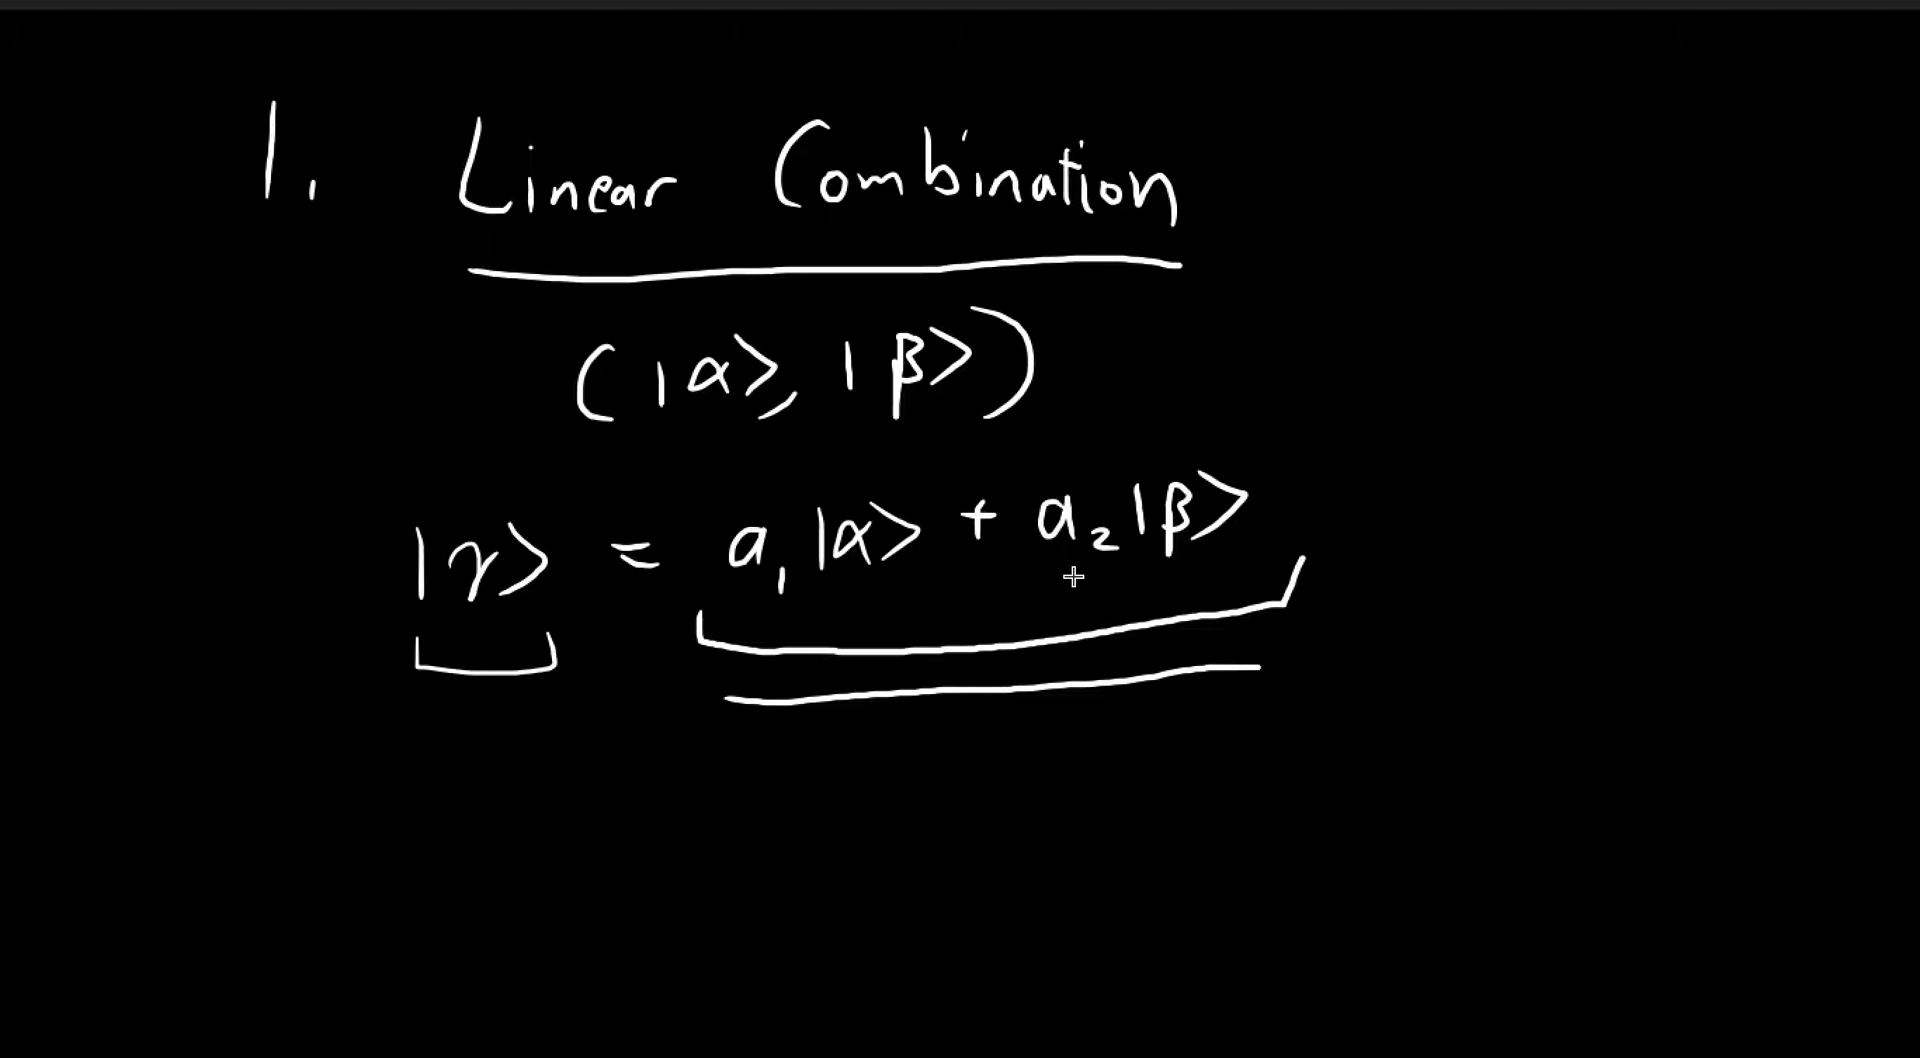 1. Linear Combination
(|α>, |β>)
|γ> = a₁|α> + a₂|β>